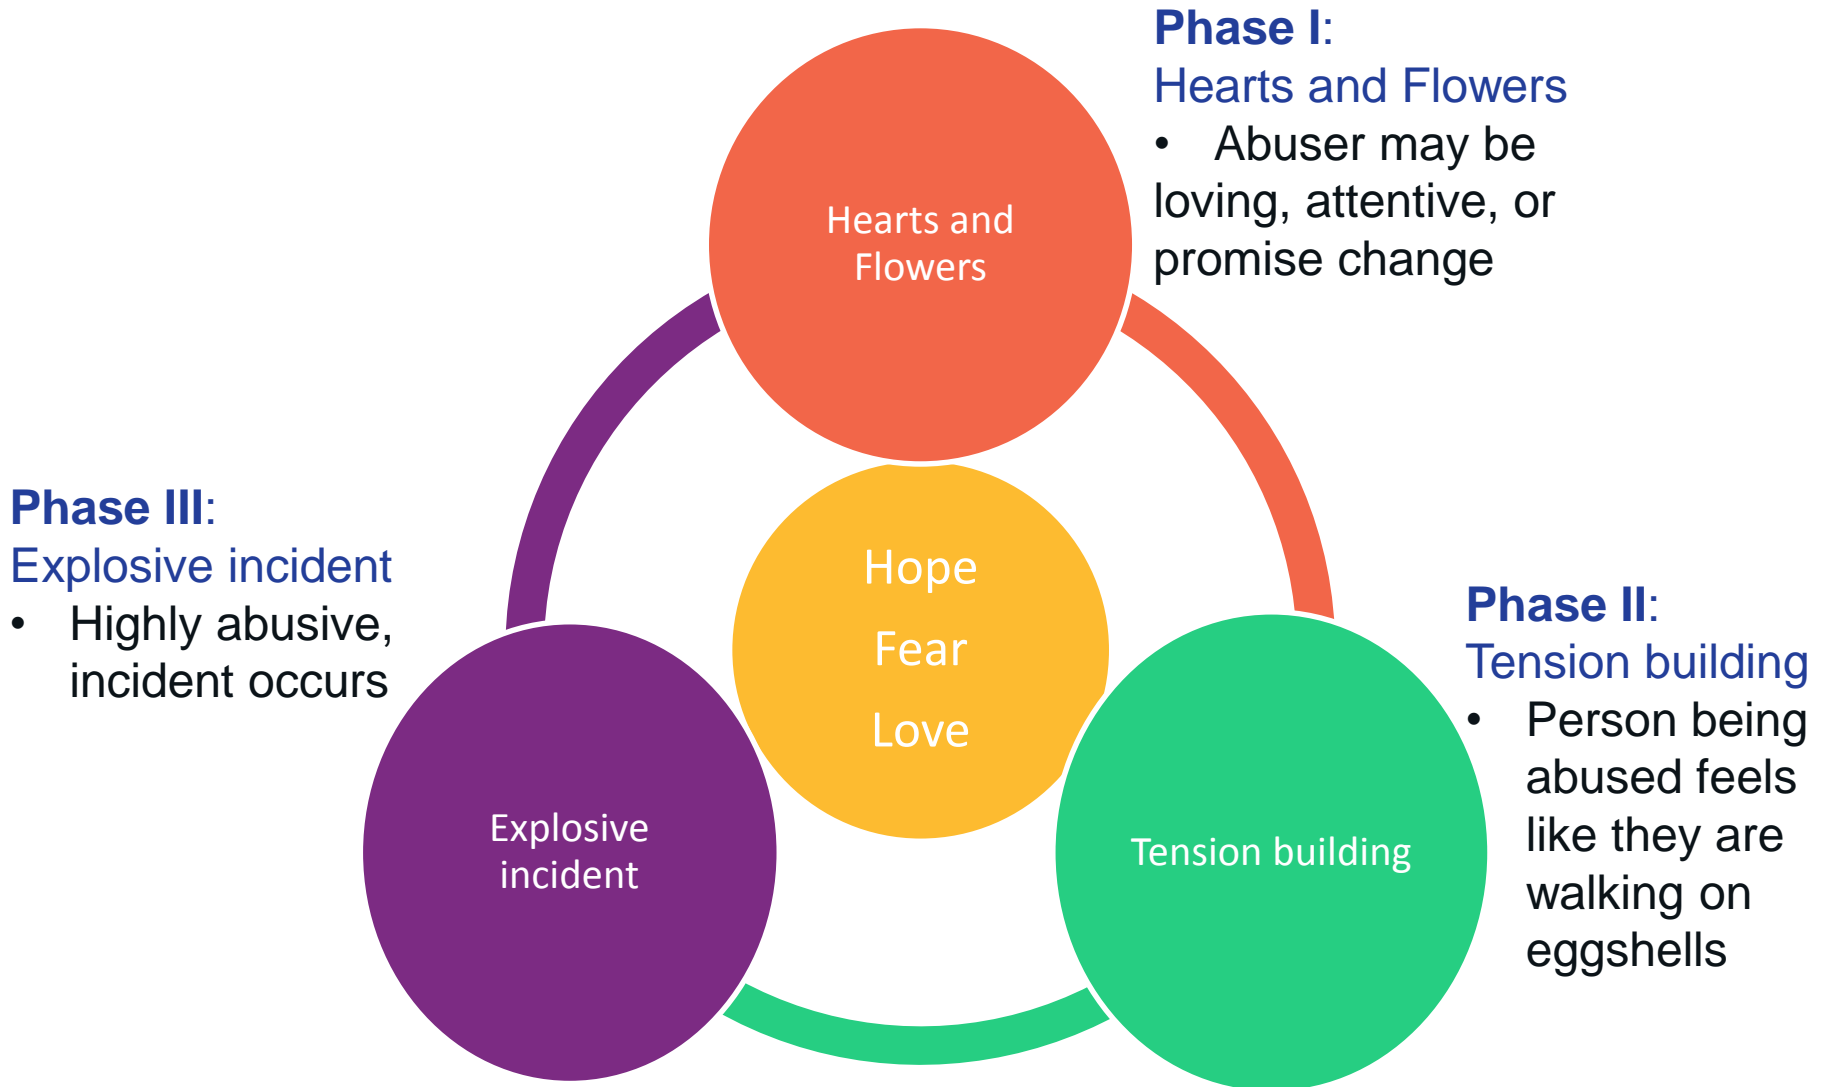 Phase I:
Hearts and Flowers
• Abuser may be
loving, attentive, or
promise change
Hearts and
Flowers
Phase III:
Explosive incident
• Highly abusive,
incident occurs
Hope
Fear
Love
Phase II:
Tension building
• Person being
abused feels
like they are
walking on
eggshells
Explosive
incident
Tension building